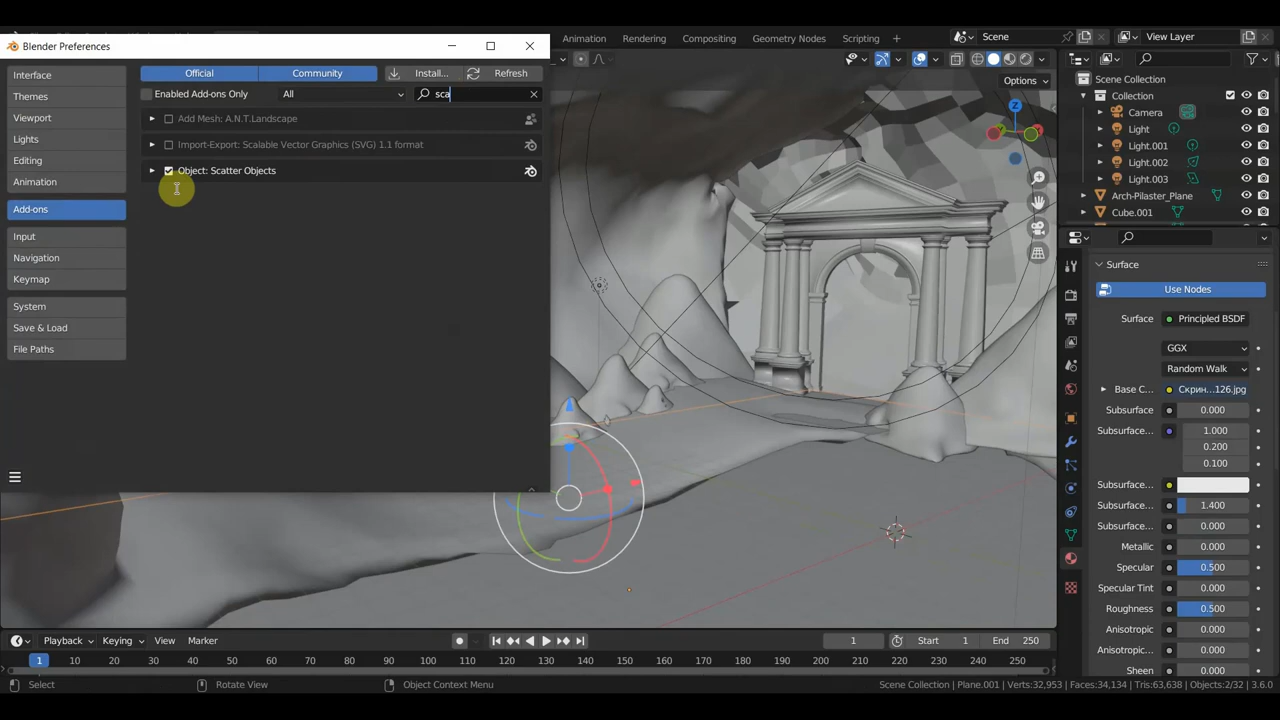 Blender Preferences
Animation Rendering Compositing Geometry Nodes Scripting +
Scene
View Layer
Interface
Themes
Viewport
Lights
Editing
Animation
Add-ons
Input
Navigation
Keymap
System
Save & Load
File Paths
Official Community Install... Refresh
Enabled Add-ons Only All sca
Add Mesh: A.N.T.Landscape
Import-Export: Scalable Vector Graphics (SVG) 1.1 format
Object: Scatter Objects
Options
Z
Scene Collection
Collection
Camera
Light
Light.001
Light.002
Light.003
Arch-Pilaster_Plane
Cube.001
Surface
Use Nodes
Surface Principled BSDF
GGX
Random Walk
Base C... Скрин...126.jpg
Subsurface 0.000
Subsurface... 1.000
0.200
0.100
Subsurface...
Subsurface... 1.400
Subsurface... 0.000
Metallic 0.000
Specular 0.500
Specular Tint 0.000
Roughness 0.500
Anisotropic 0.000
Anisotropic... 0.000
Sheen 0.000
Playback Keying View Marker 1 Start 1 End 250
1 10 20 30 40 50 60 70 80 90 100 110 120 130 140 150 160 170 180 190 200 210 220 230 240 250
Select Rotate View Object Context Menu Scene Collection | Plane.001 | Verts:32,953 | Faces:34,134 | Tris:63,638 | Objects:2/32 | 3.6.0